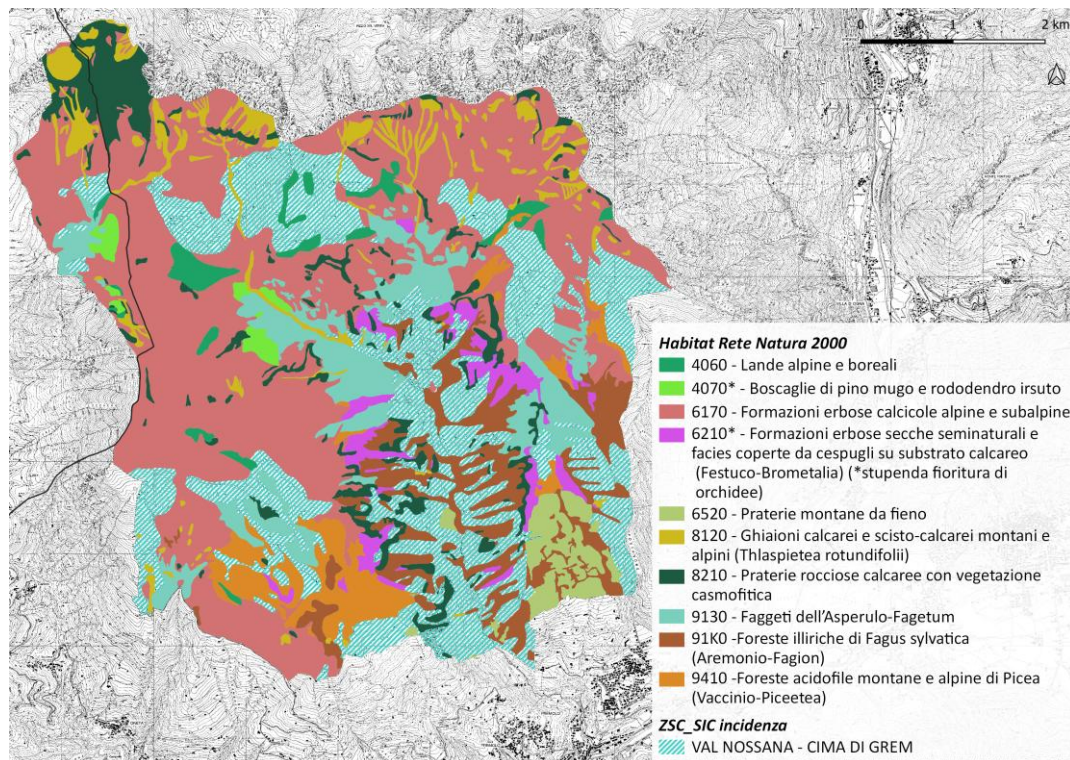 0
1
2 km
Habitat Rete Natura 2000
4060 - Lande alpine e boreali
4070* - Boscaglie di pino mugo e rododendro irsuto
6170 - Formazioni erbose calcicole alpine e subalpine
6210* - Formazioni erbose secche seminaturali e
facies coperte da cespugli su substrato calcareo
(Festuco-Brometalia) (*stupenda fioritura di
orchidee)
6520 - Praterie montane da fieno
8120 - Ghiaioni calcarei e scisto-calcarei montani e
alpini (Thlaspietea rotundifolii)
8210 - Praterie rocciose calcaree con vegetazione
casmofitica
9130 - Faggeti dell'Asperulo-Fagetum
91K0 -Foreste illiriche di Fagus sylvatica
(Aremonio-Fagion)
9410 -Foreste acidofile montane e alpine di Picea
(Vaccinio-Piceetea)
ZSC_SIC incidenza
VAL NOSSANA - CIMA DI GREM